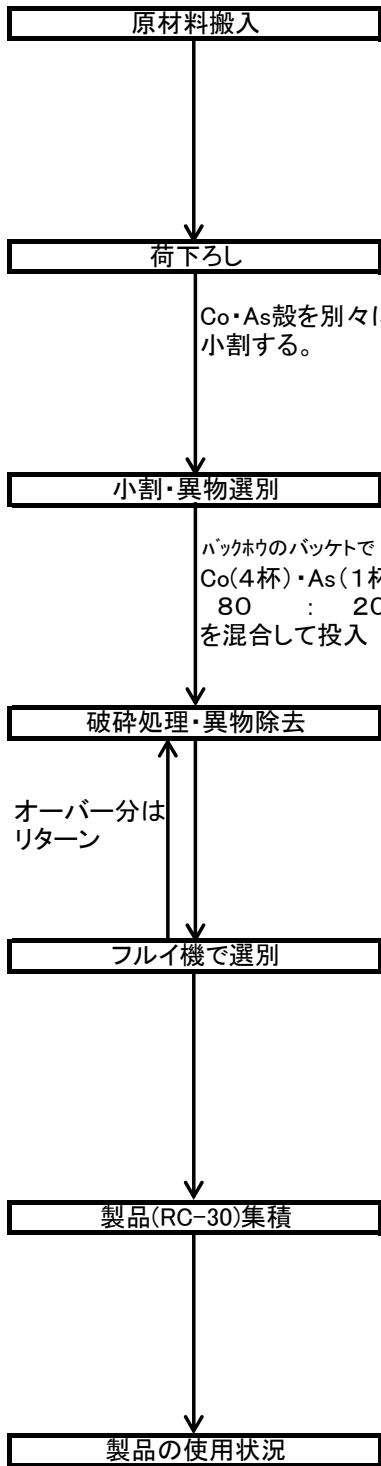 原材料搬入
荷下ろし
Co・As殻を別々に
小割する。
小割・異物選別
バックホウのバッケトで
Co(4杯)・As(1杯
80 : 20
を混合して投入
破砕処理・異物除去
オーバー分は
リターン
フルイ機で選別
製品(RC-30)集積
製品の使用状況